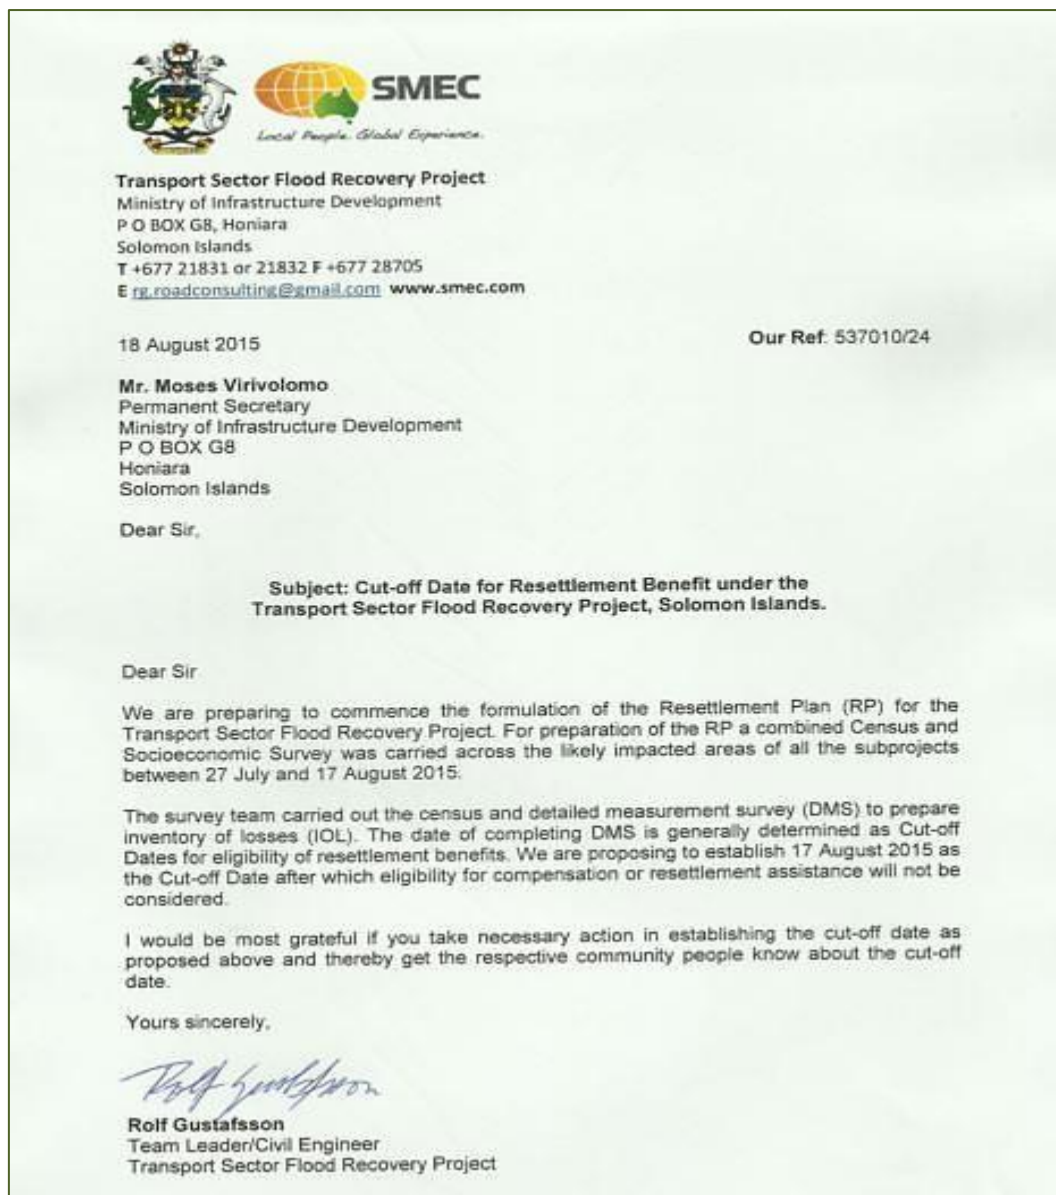 SMEC
Local People. Global Experience.
Transport Sector Flood Recovery Project
Ministry of Infrastructure Development
P O BOX G8, Honiara
Solomon Islands
T +677 21831 or 21832 F +677 28705
E rg.roadconsulting@gmail.com www.smec.com
18 August 2015
Our Ref: 537010/24
Mr. Moses Virivolomo
Permanent Secretary
Ministry of Infrastructure Development
P O BOX G8
Honiara
Solomon Islands
Dear Sir,
Subject: Cut-off Date for Resettlement Benefit under the
Transport Sector Flood Recovery Project, Solomon Islands.
Dear Sir
We are preparing to commence the formulation of the Resettlement Plan (RP) for the
Transport Sector Flood Recovery Project. For preparation of the RP a combined Census and
Socioeconomic Survey was carried across the likely impacted areas of all the subprojects
between 27 July and 17 August 2015.
The survey team carried out the census and detailed measurement survey (DMS) to prepare
inventory of losses (IOL). The date of completing DMS is generally determined as Cut-off
Dates for eligibility of resettlement benefits. We are proposing to establish 17 August 2015 as
the Cut-off Date after which eligibility for compensation or resettlement assistance will not be
considered.
I would be most grateful if you take necessary action in establishing the cut-off date as
proposed above and thereby get the respective community people know about the cut-off
date.
Yours sincerely,
Rolf Gustafsson
Rolf Gustafsson
Team Leader/Civil Engineer
Transport Sector Flood Recovery Project